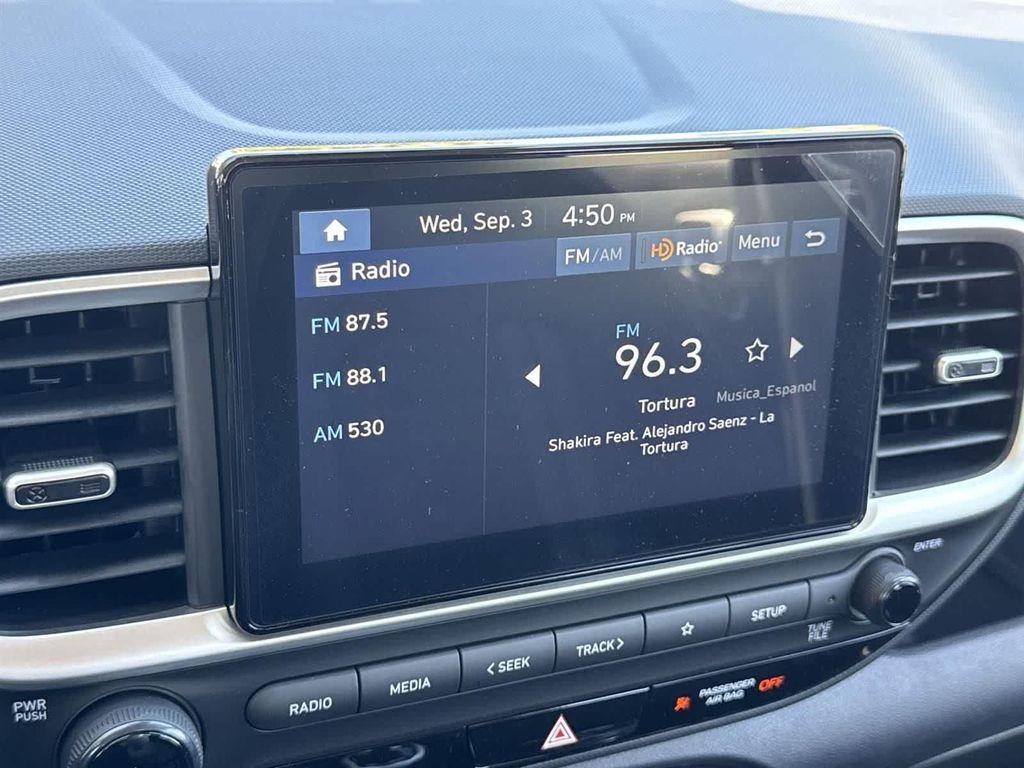 Wed, Sep. 3 4:50 PM
Radio FM/AM HD Radio Menu
FM 87.5
FM 88.1
AM 530
FM
96.3
Musica_Espanol
Tortura
Shakira Feat. Alejandro Saenz - La
Tortura
ENTER
TUNE
FILE
PWR
PUSH
RADIO
MEDIA
< SEEK
TRACK >
SETUP
PASSENGER
AIR BAG
OFF